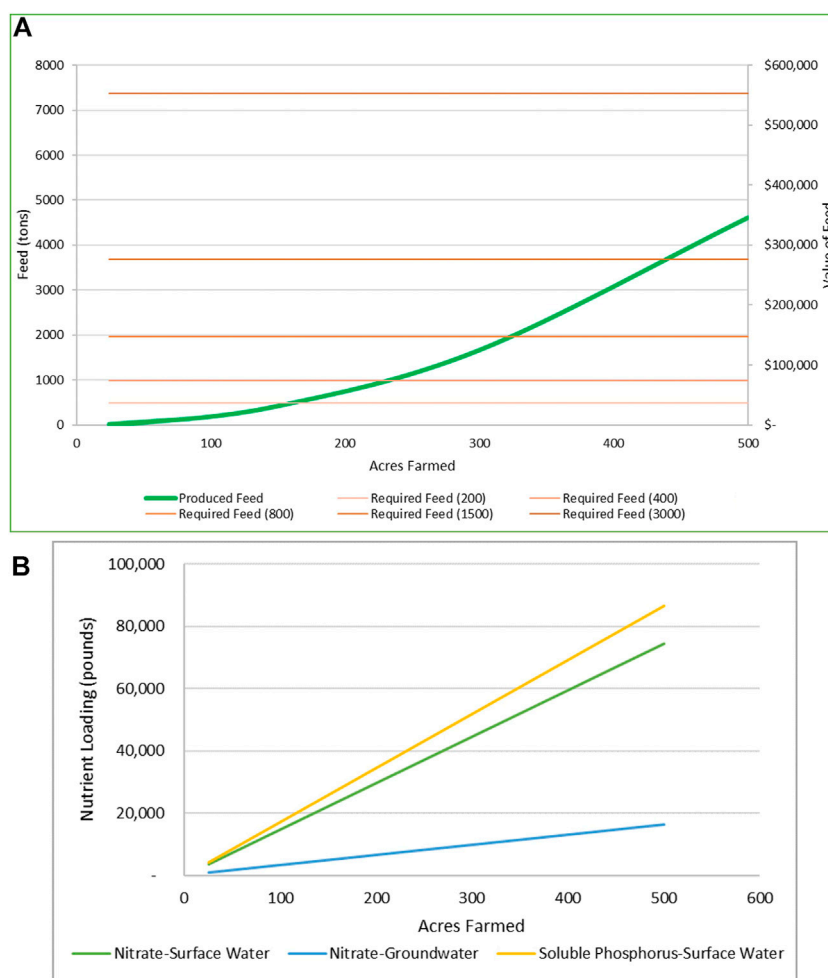 A
8000
7000
6000
5000
4000
3000
2000
1000
0
Feed (tons)
$600,000
$500,000
$400,000
$300,000
$200,000
$100,000
$-
Value of Feed
0 100 200 300 400 500
Acres Farmed
Produced Feed Required Feed (200) Required Feed (400)
Required Feed (800) Required Feed (1500) Required Feed (3000)
B
100,000
80,000
60,000
40,000
20,000
-
Nutrient Loading (pounds)
0 100 200 300 400 500 600
Acres Farmed
Nitrate-Surface Water Nitrate-Groundwater Soluble Phosphorus-Surface Water